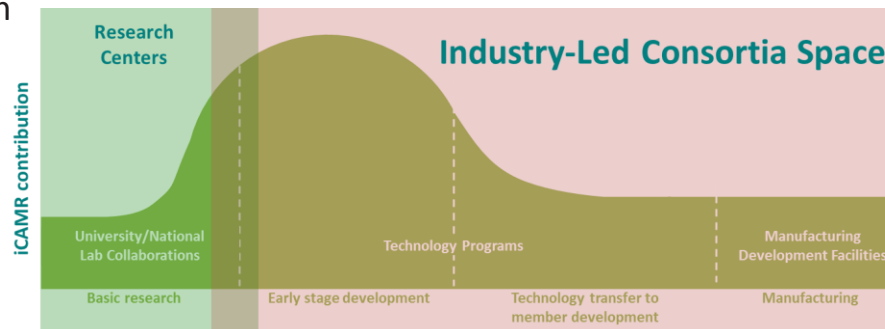 n
Research
Centers
Industry-Led Consortia Space
iCAMR contribution
University/National
Lab Collaborations
Technology Programs
Manufacturing
Development Facilities
Basic research
Early stage development
Technology transfer to
member development
Manufacturing